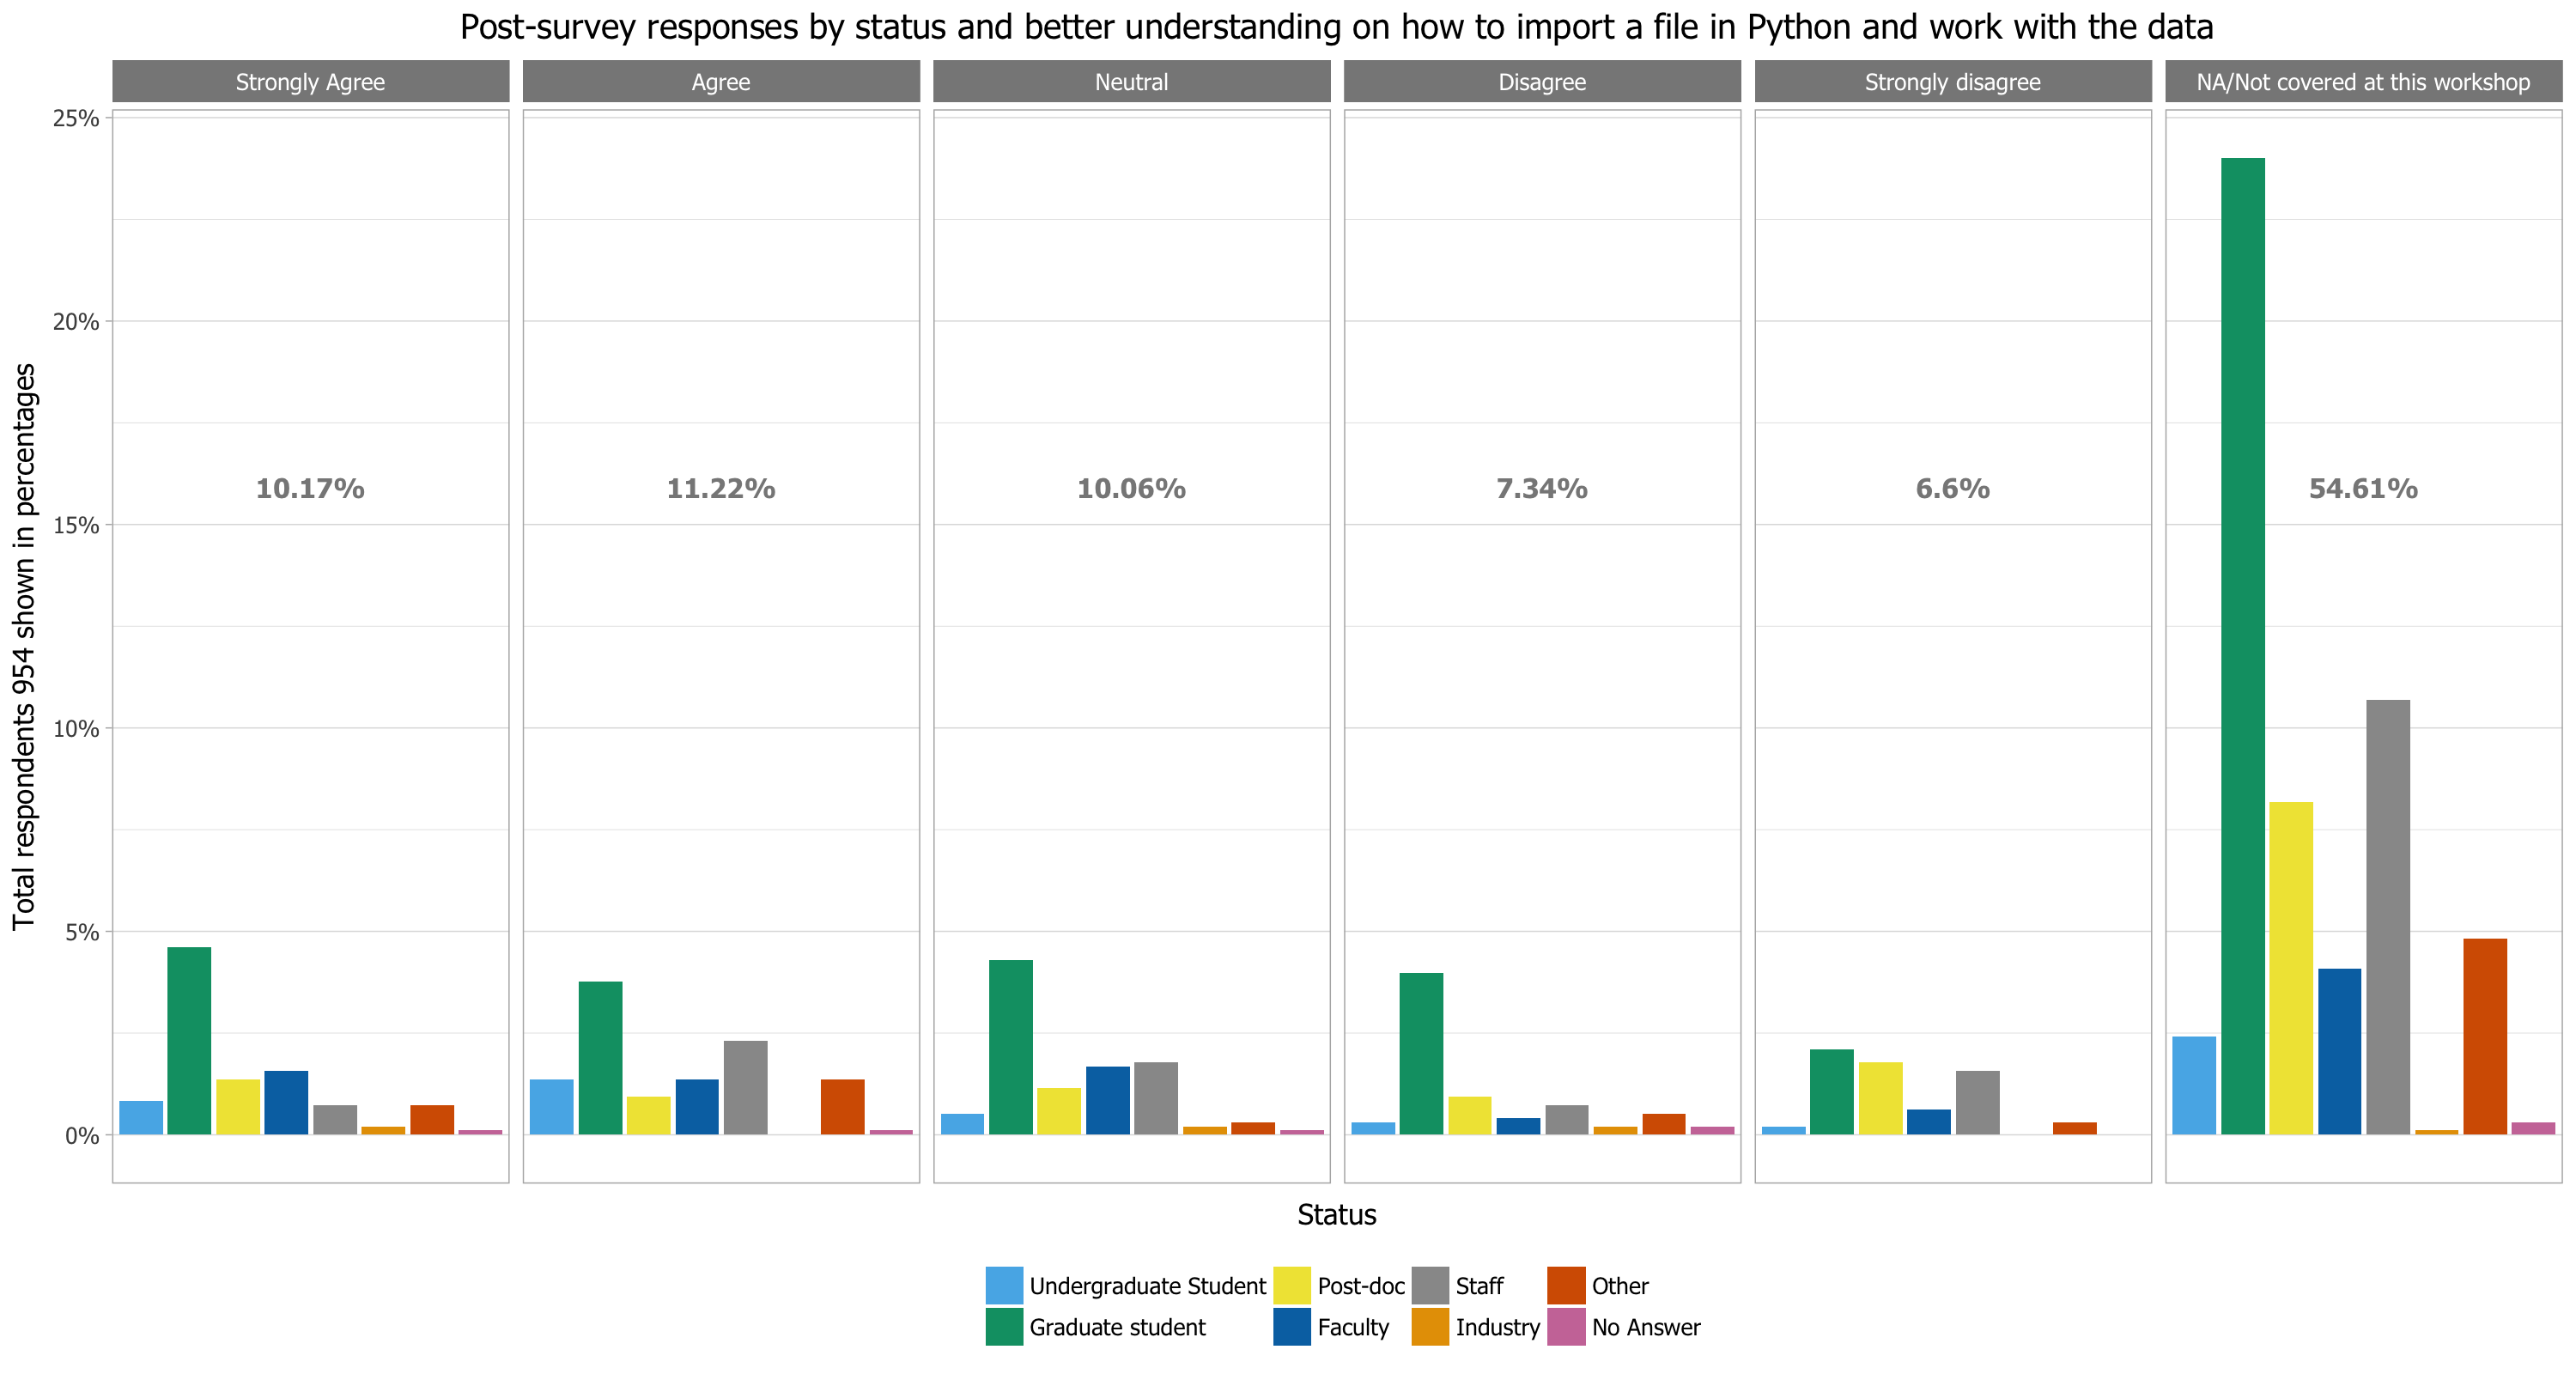 Post-survey responses by status and better understanding on how to import a file in Python and work with the data
Strongly Agree
Agree
Neutral
Disagree
Strongly disagree
NA/Not covered at this workshop
Total respondents 954 shown in percentages
25%
20%
15%
10%
5%
0%
10.17%
11.22%
10.06%
7.34%
6.6%
54.61%
Status
Undergraduate Student
Graduate student
Post-doc
Faculty
Staff
Industry
Other
No Answer